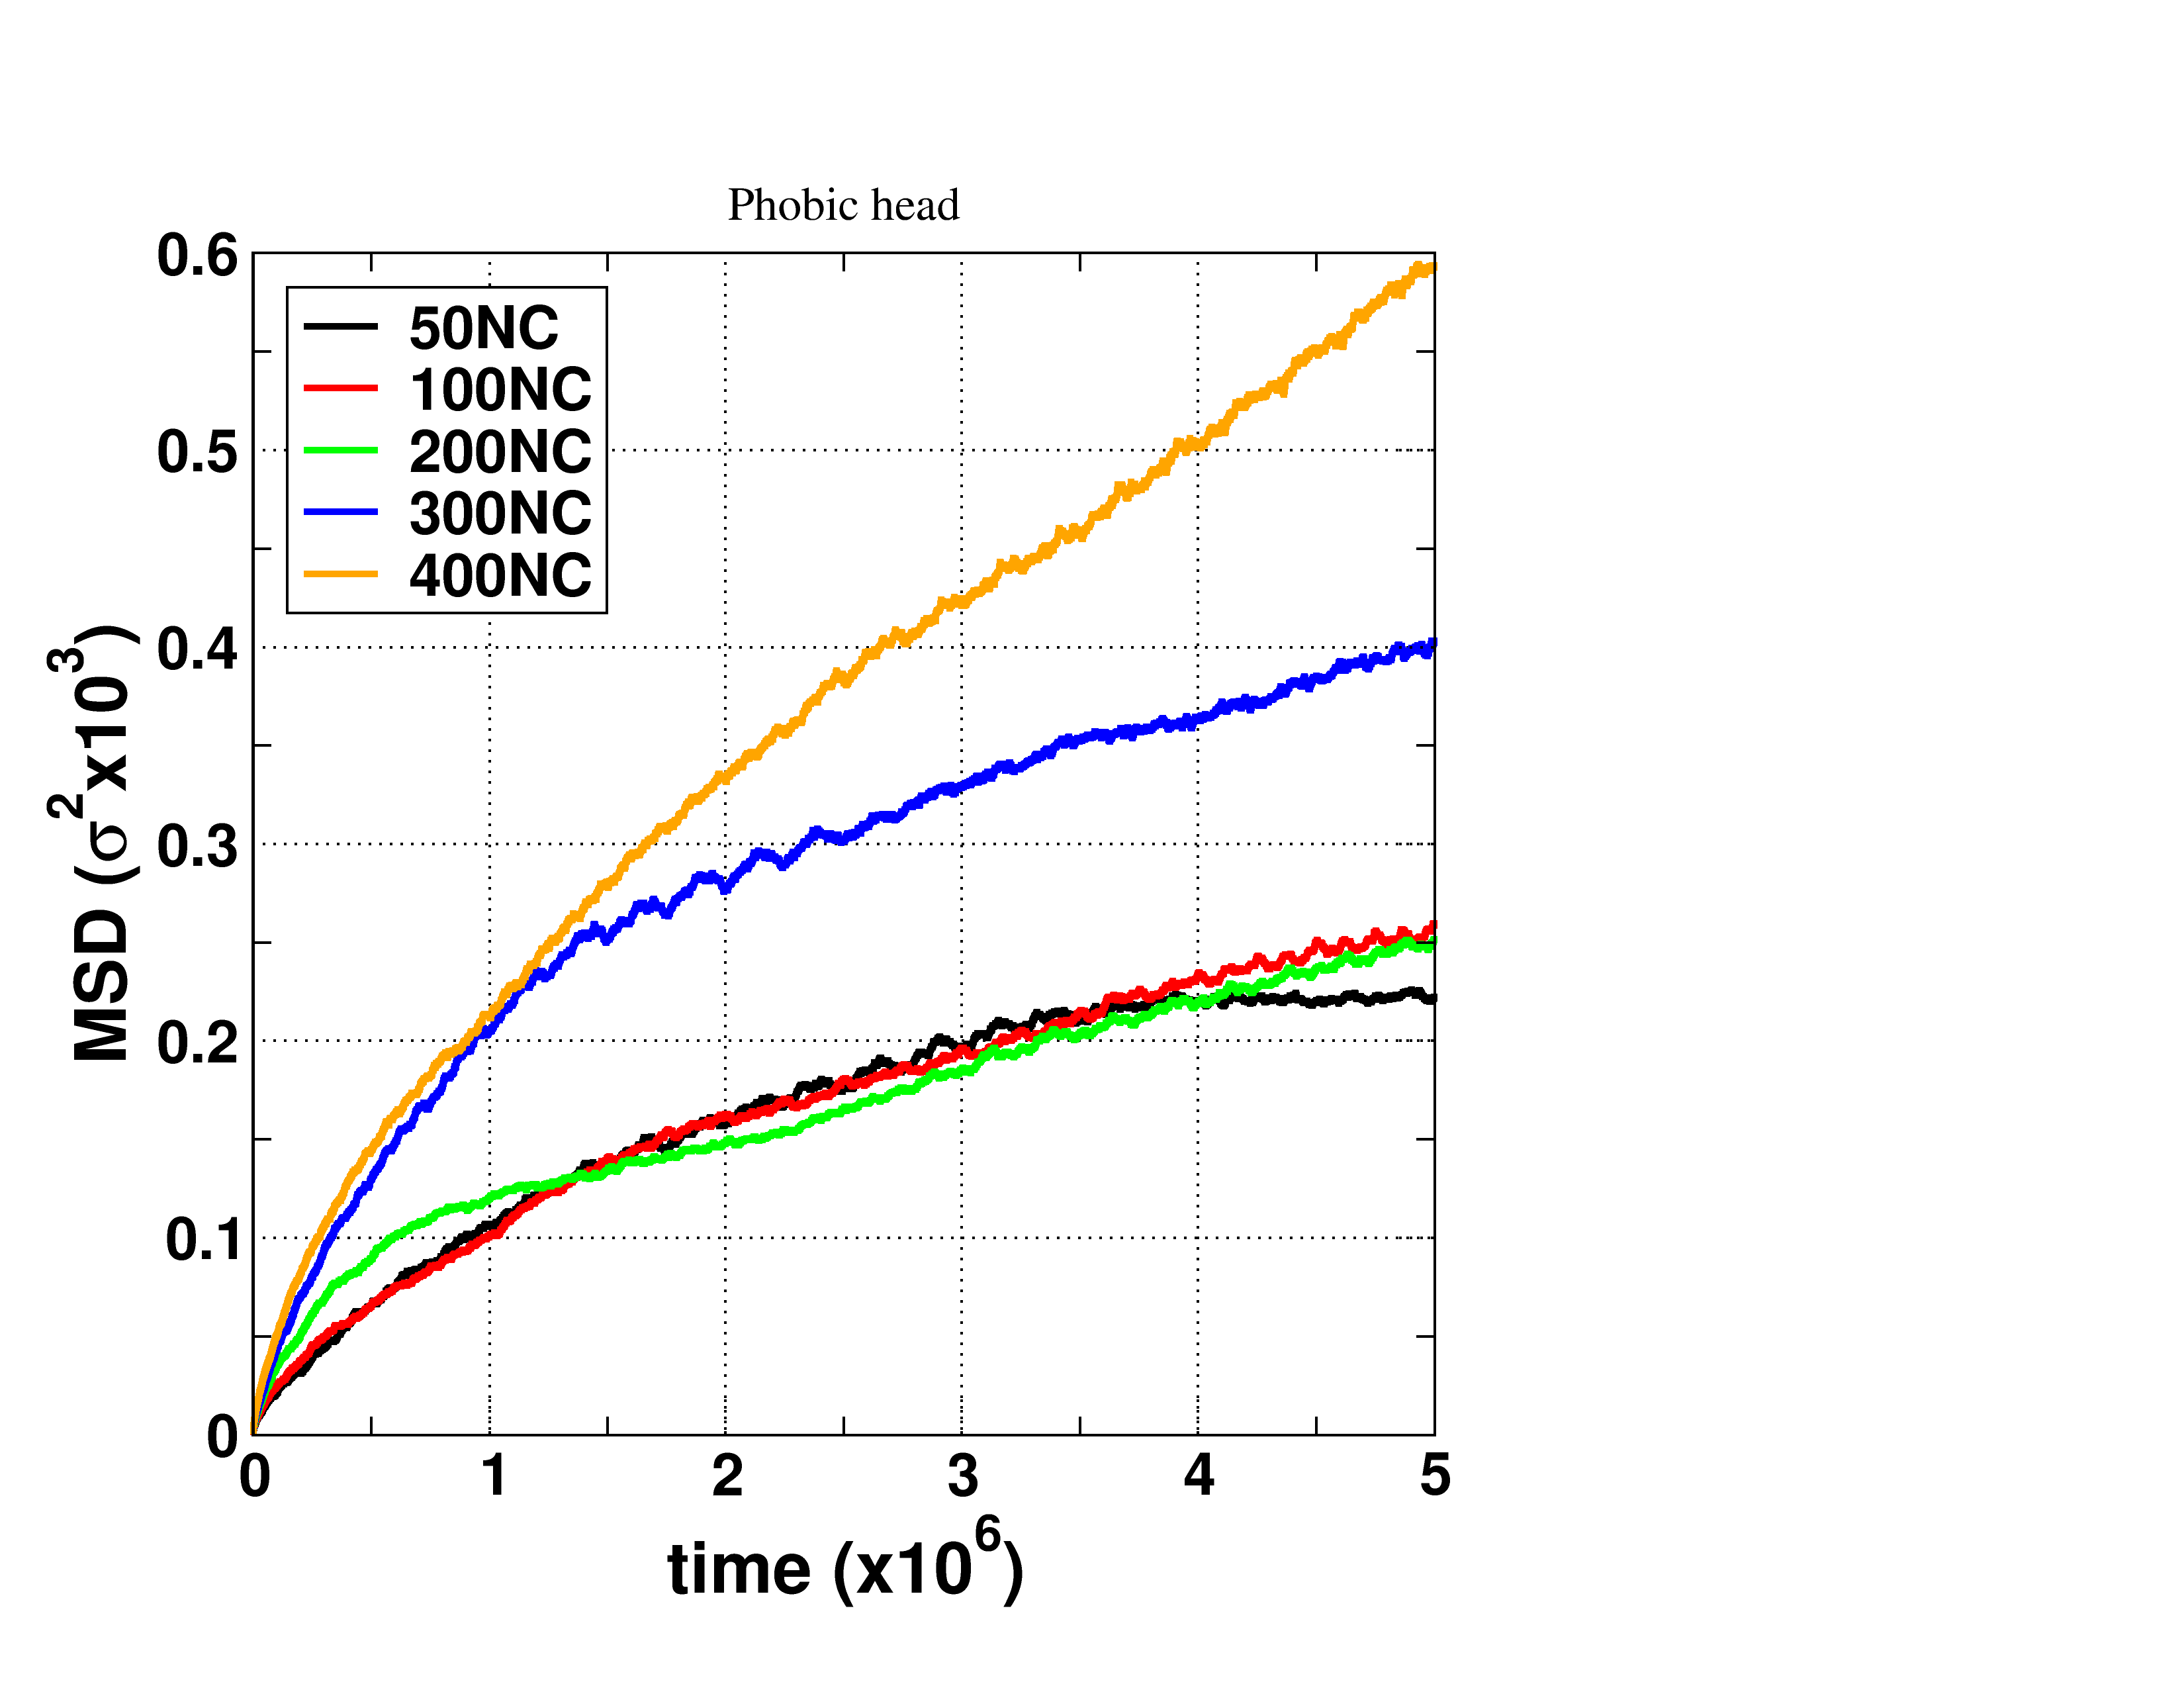 Phobic head
0.6
0.5
0.4
0.3
0.2
0.1
0
MSD (σ²x10³)
50NC
100NC
200NC
300NC
400NC
0 1 2 3 4 5
time (x10⁶)